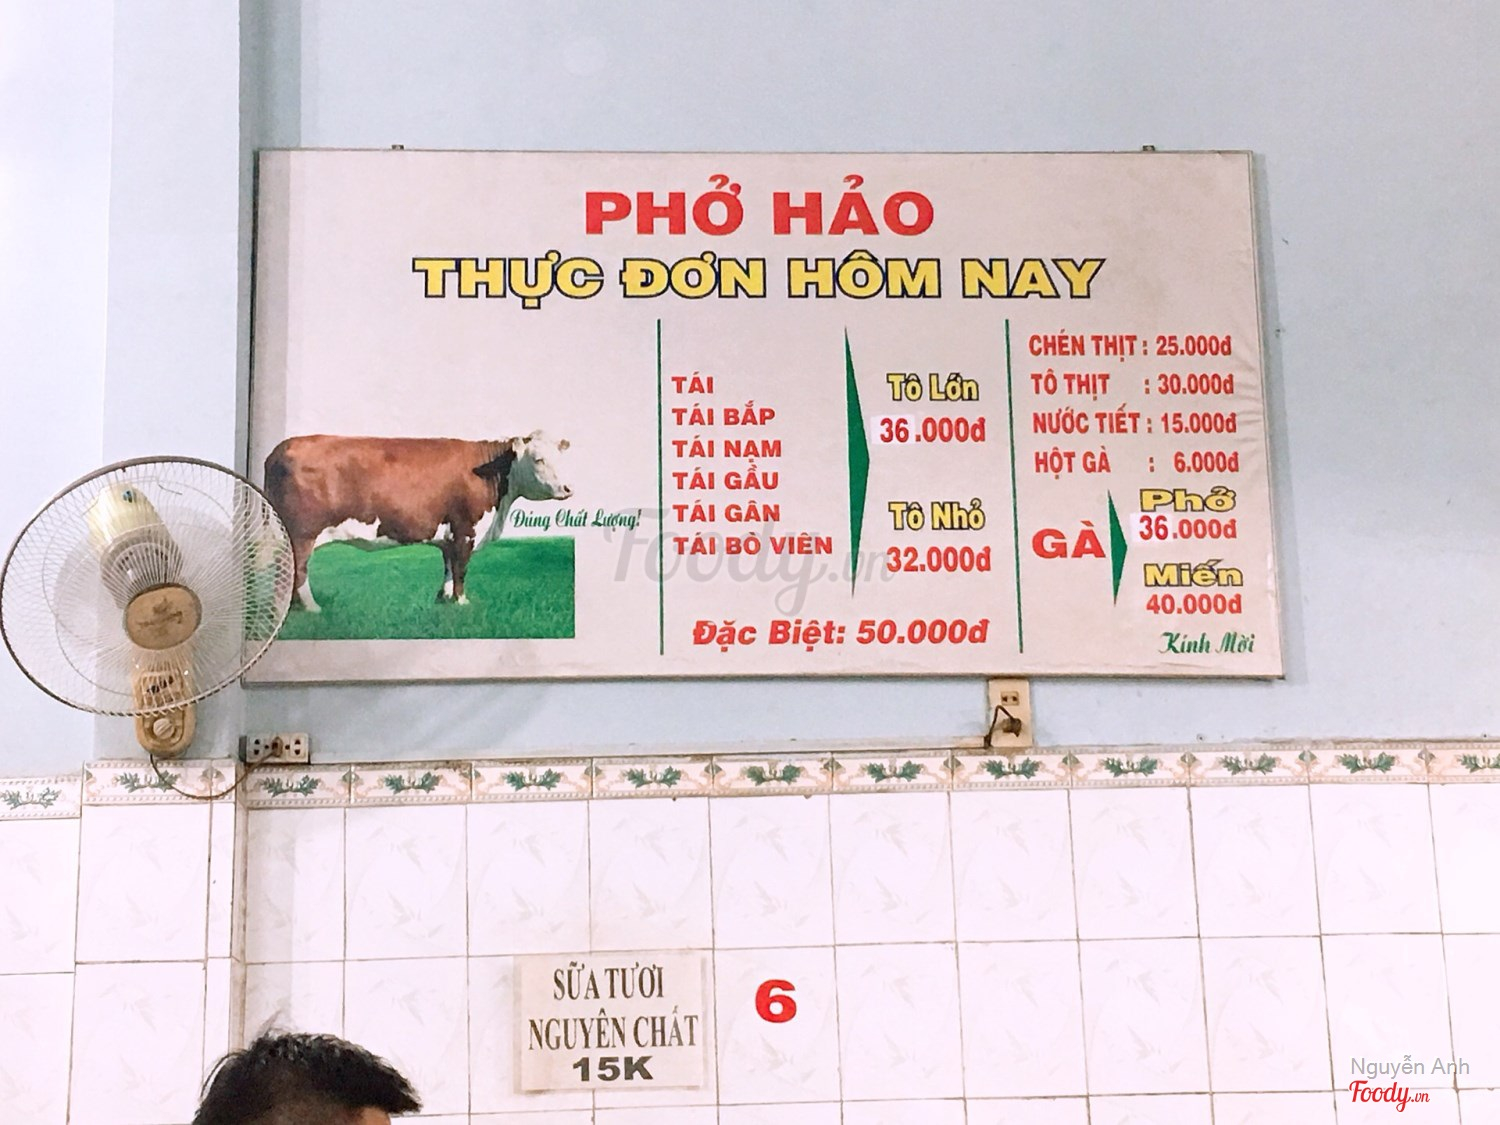 PHỞ HẢO
THỰC ĐƠN HÔM NAY
Đúng Chất Lượng!
TÁI
TÁI BẮP
TÁI NẠM
TÁI GẦU
TÁI GÂN
TÁI BÒ VIÊN
Tô Lớn
36.000đ
Tô Nhỏ
32.000đ
Đặc Biệt: 50.000đ
CHÉN THỊT : 25.000đ
TÔ THỊT : 30.000đ
NƯỚC TIẾT : 15.000đ
HỘT GÀ : 6.000đ
GÀ
Phở
36.000đ
Miến
40.000đ
Kính Mời
Foody.vn
SỮA TƯƠI
NGUYÊN CHẤT
15K
6
Nguyễn Anh
Foody.vn